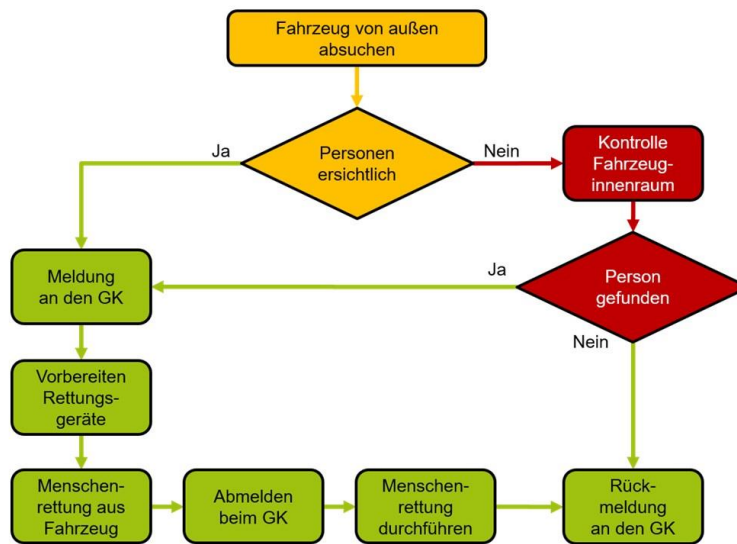 Fahrzeug von außen
absuchen
Ja
Personen
ersichtlich
Nein
Kontrolle
Fahrzeug-
innenraum
Meldung
an den GK
Ja
Person
gefunden
Nein
Vorbereiten
Rettungs-
geräte
Menschen-
rettung aus
Fahrzeug
Abmelden
beim GK
Menschen-
rettung
durchführen
Rück-
meldung
an den GK